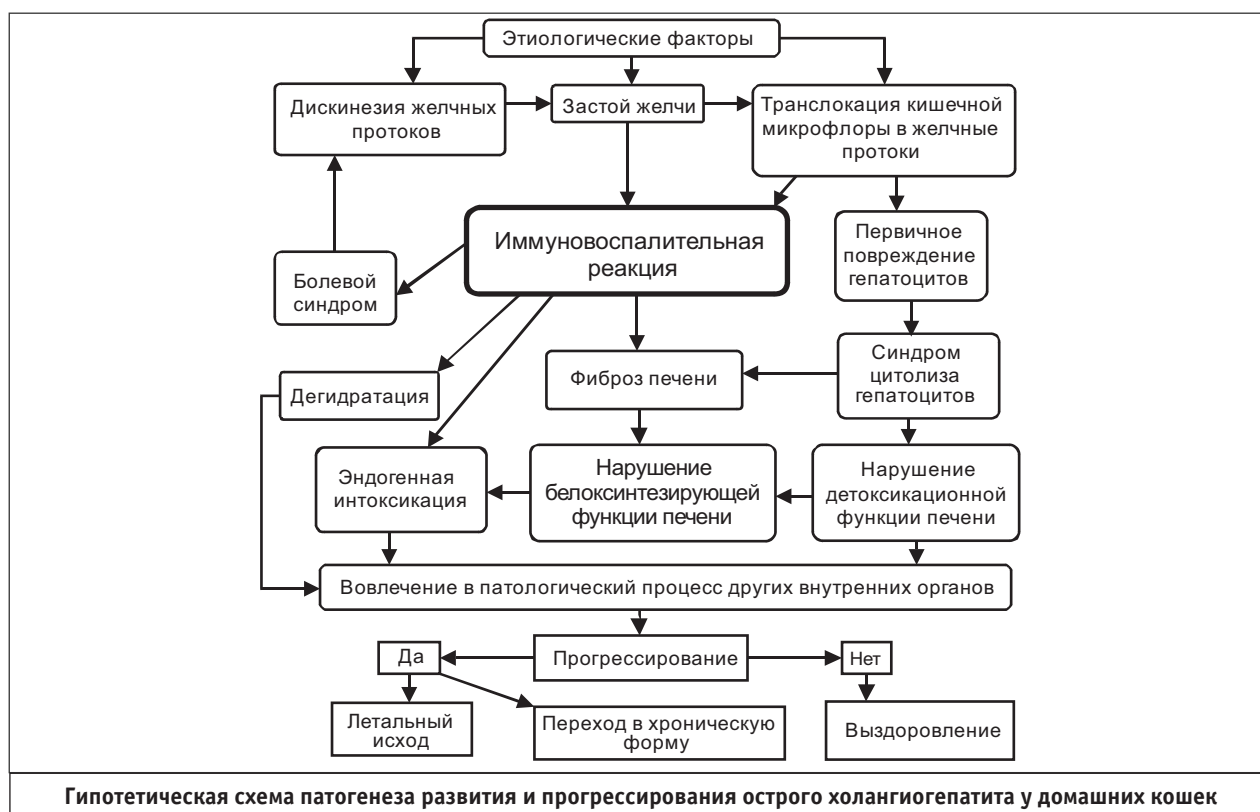 Этиологические факторы
Дискинезия желчных
протоков
Застой желчи
Транслокация кишечной
микрофлоры в желчные
протоки
Иммуновоспалительная
реакция
Первичное
повреждение
гепатоцитов
Болевой
синдром
Синдром
цитолиза
гепатоцитов
Фиброз печени
Дегидратация
Эндогенная
интоксикация
Нарушение
белоксинтезирующей
функции печени
Нарушение
детоксикационной
функции печени
Вовлечение в патологический процесс других внутренних органов
Да
Прогрессирование
Нет
Летальный
исход
Переход в хроническую
форму
Выздоровление
Гипотетическая схема патогенеза развития и прогрессирования острого холангиогепатита у домашних кошек